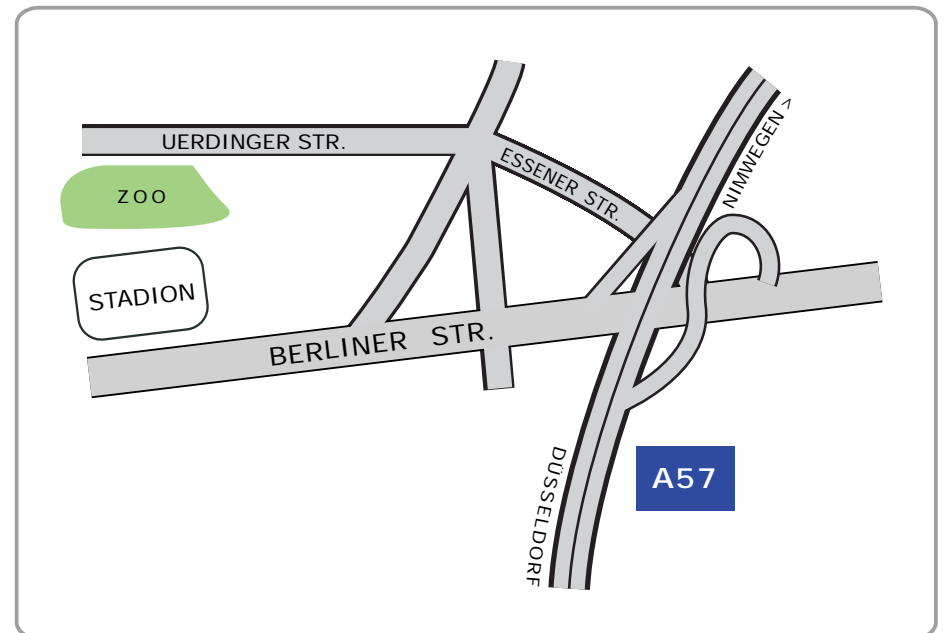 UERDINGER STR.
ESSENER STR.
NIMWEGEN >
ZOO
STADION
BERLINER STR.
A57
DÜSSELDORF